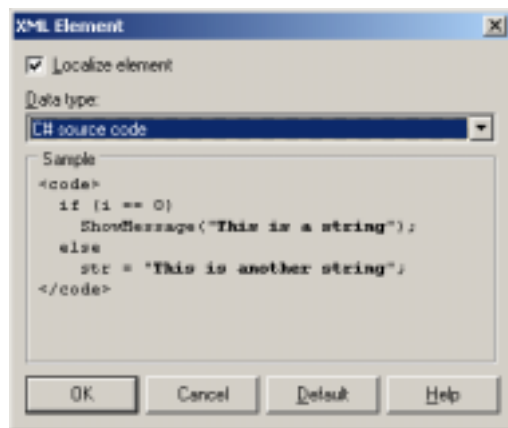 XML Element
Localize element
Data type:
C# source code
Sample
<code>
if (i == 0)
ShowMessage("This is a string");
else
str = "This is another string";
</code>
OK Cancel Default Help